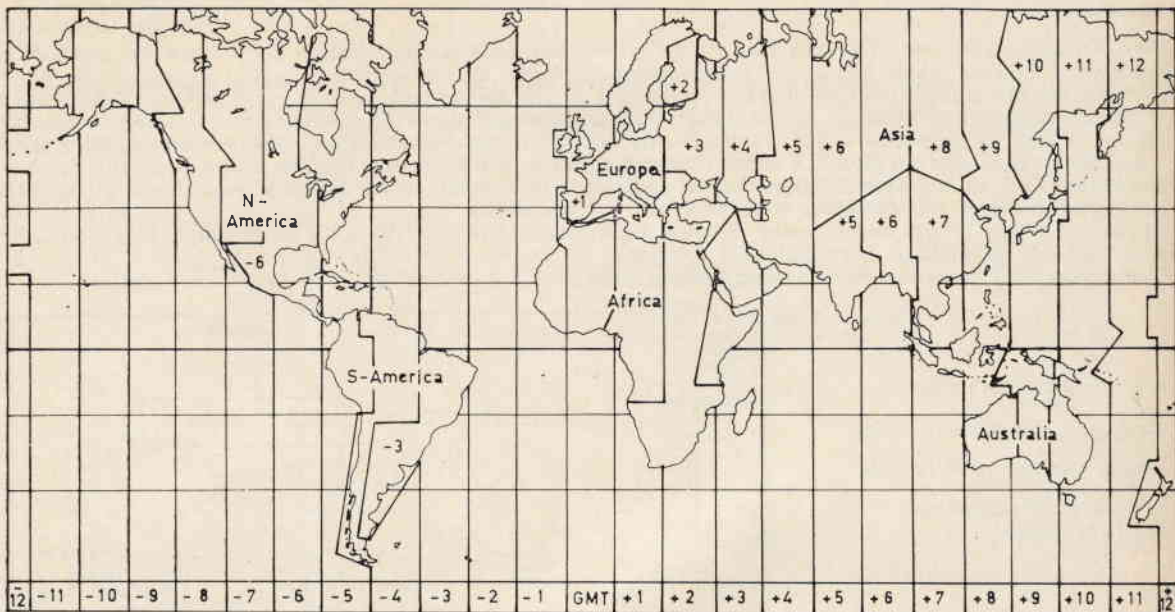 +10 +11 +12
+2
Asia
+3 +4 +5 +6 +8 +9
Europe
+1
N-
America
+5 +6 +7
-6
Africa
S-America
-3
Australia
-12 -11 -10 -9 -8 -7 -6 -5 -4 -3 -2 -1 GMT +1 +2 +3 +4 +5 +6 +7 +8 +9 +10 +11